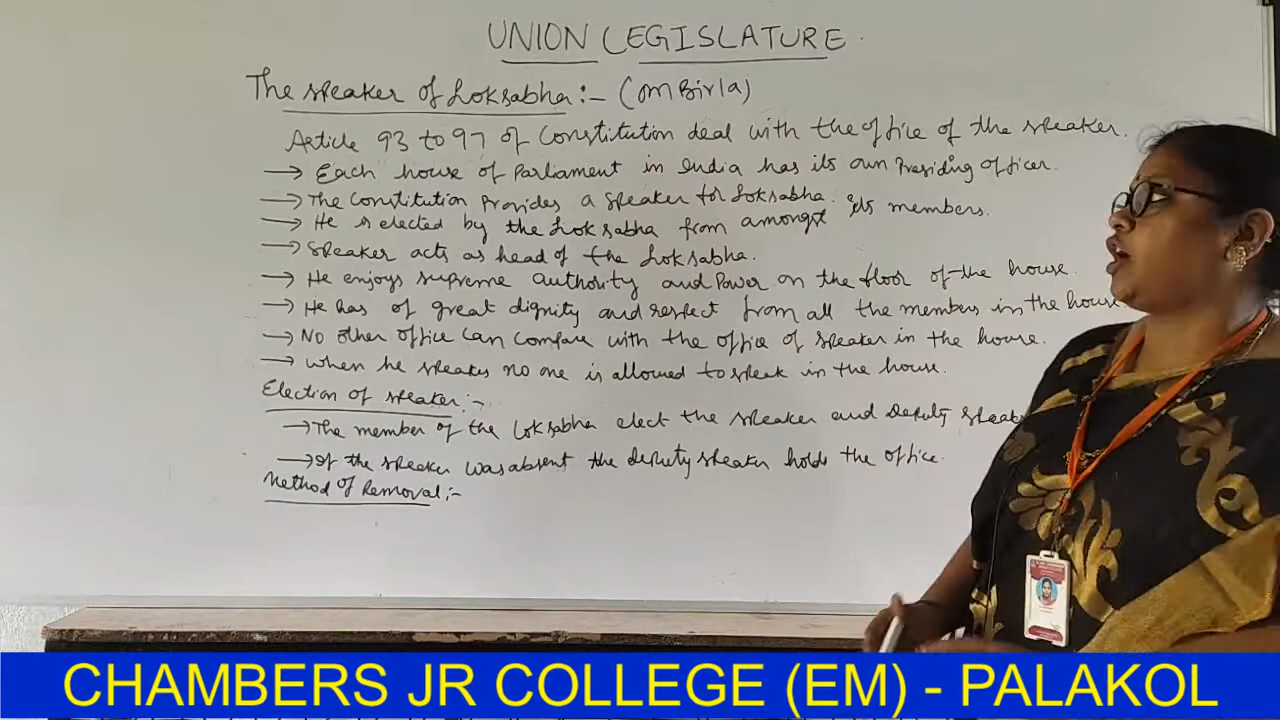 UNION LEGISLATURE
The speaker of Loksabha :- (OM Birla)
Article 93 to 97 of Constitution deal with the office of the speaker.
→ Each house of Parliament in India has its own Presiding officer.
→ The Constitution Provides a speaker for Loksabha.
→ He is elected by the Loksabha from amongst its members.
→ Speaker acts as head of the Loksabha.
→ He enjoys supreme authority and Power on the floor of the house.
→ He has of great dignity and respect from all the members in the house
→ No other office can compare with the office of speaker in the house.
→ When he speakes no one is allowed to speak in the house.
Election of speaker :-
→ The member of the Loksabha elect the speaker and Deputy speaker
→ If the speaker was absent the deputy speaker holds the office.
Method of Removal :-
CHAMBERS JR COLLEGE (EM) - PALAKOL